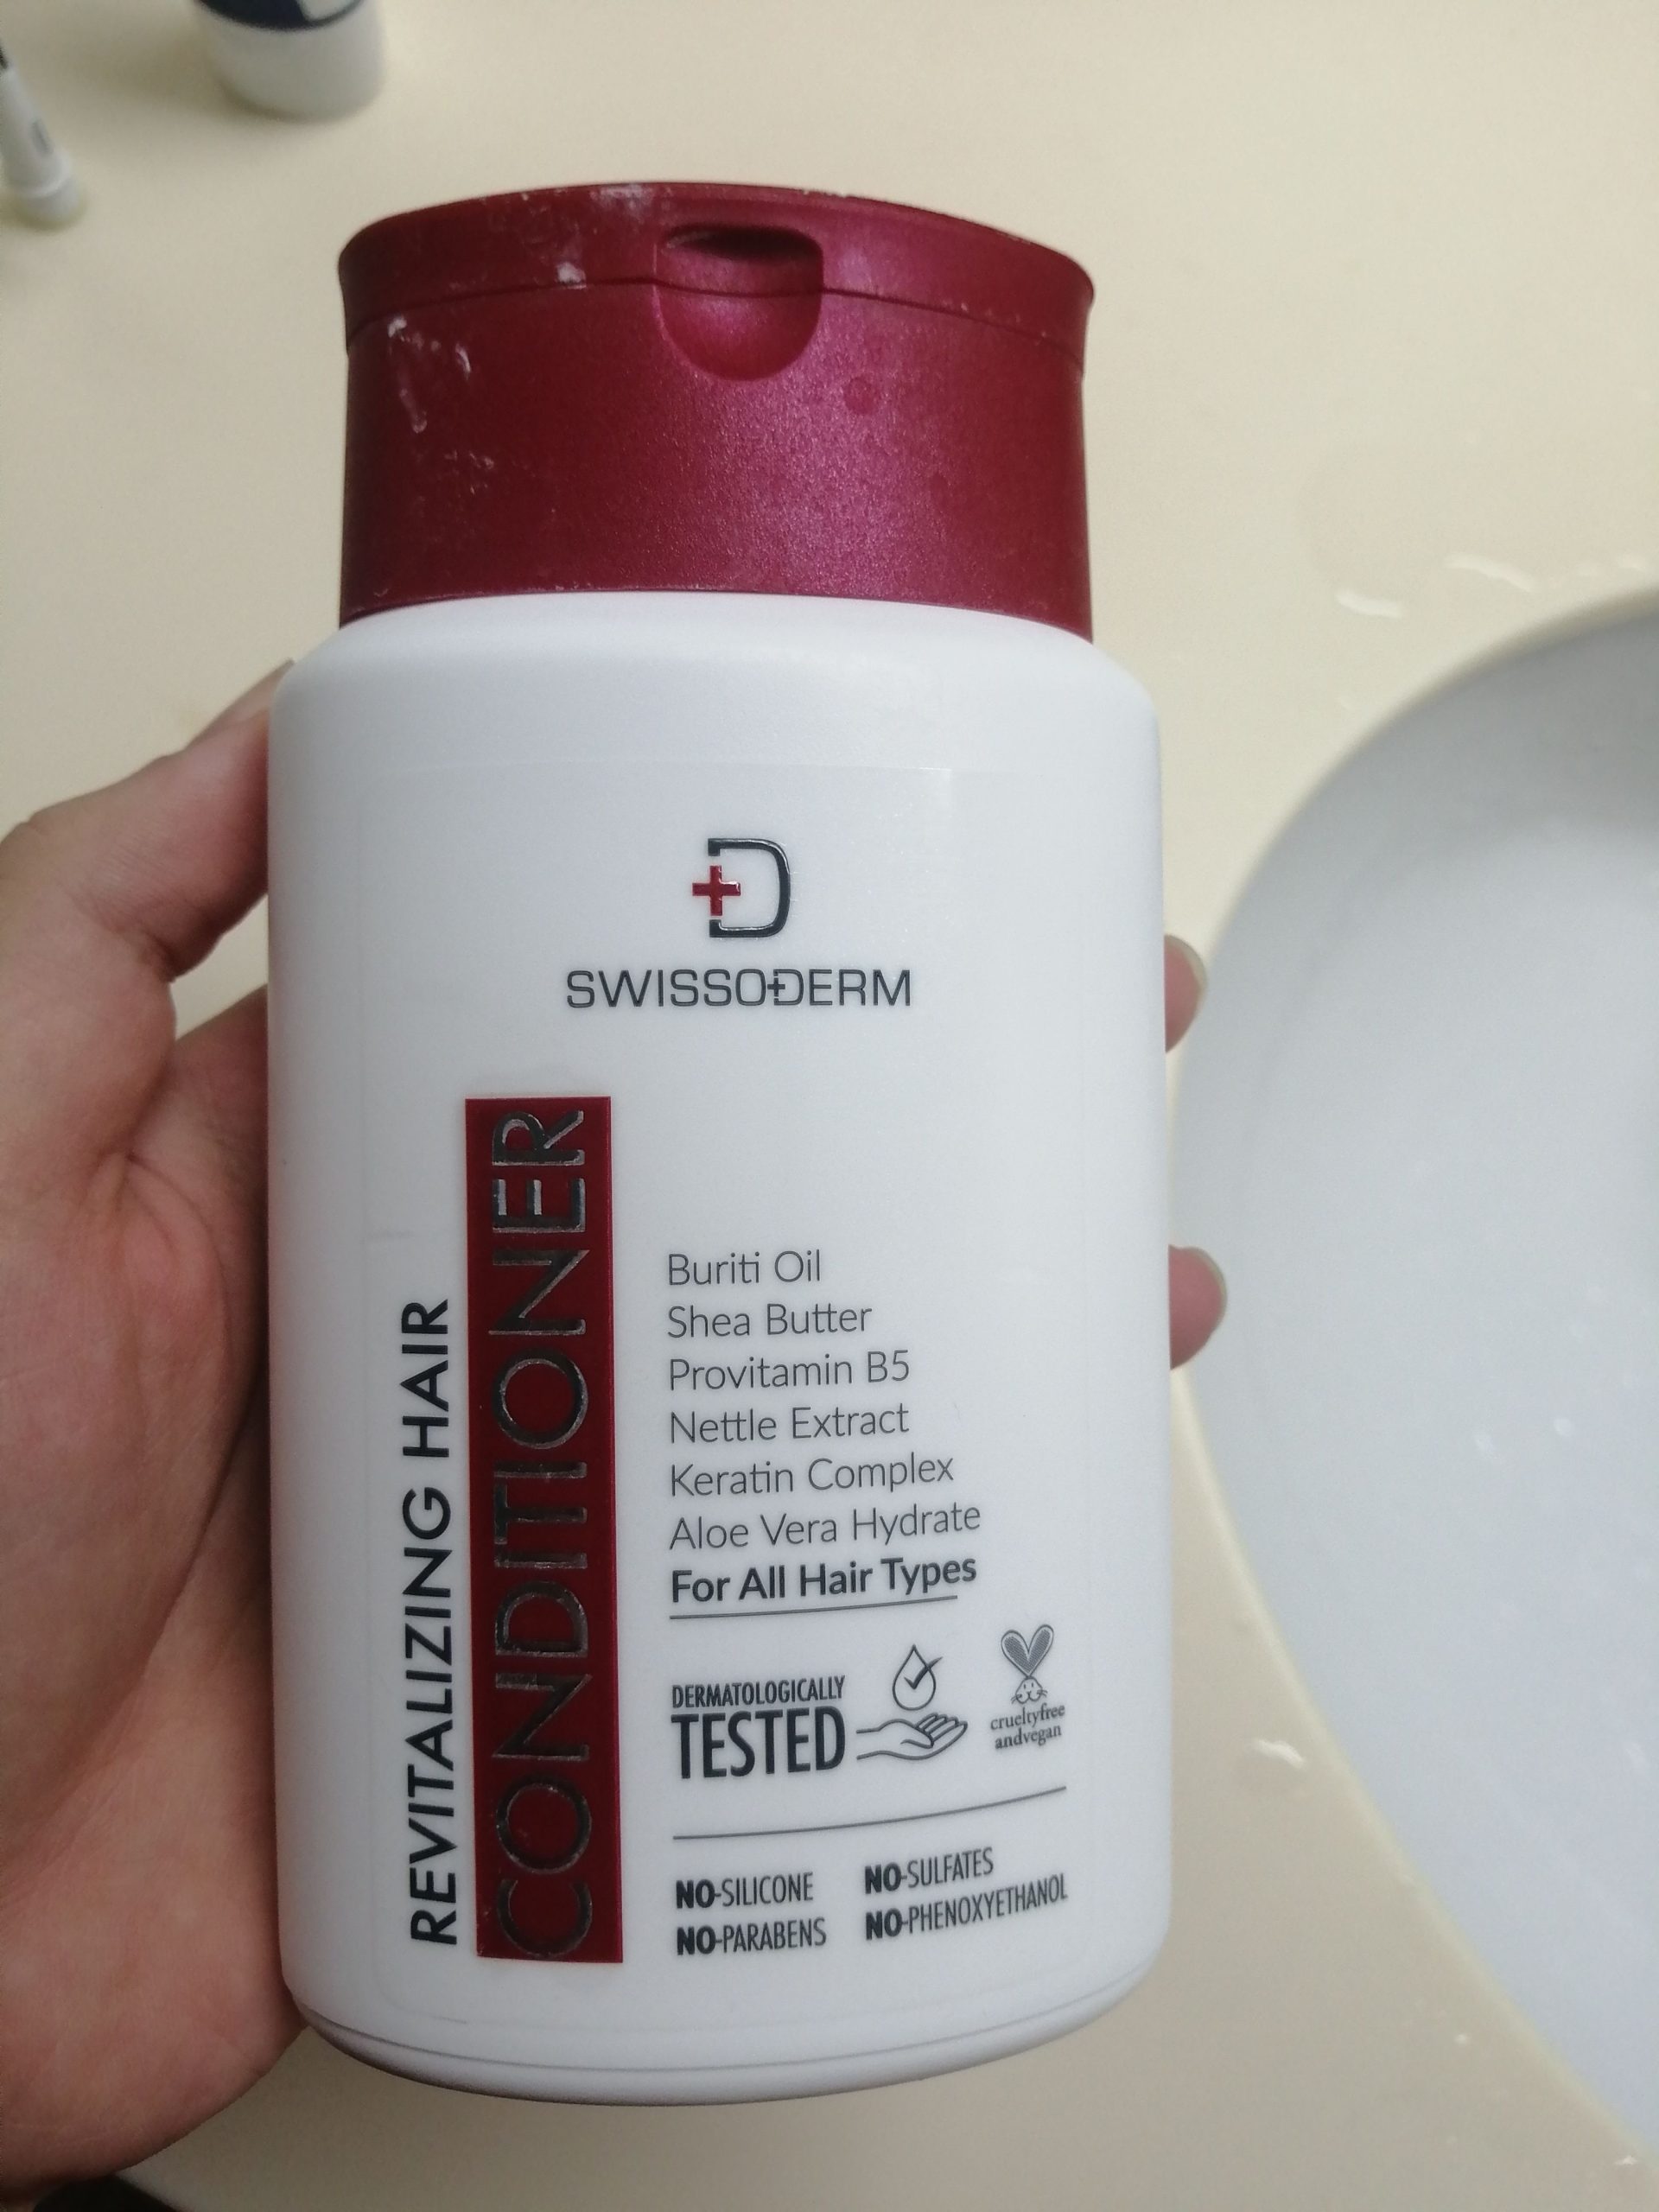 SWISSODERM
REVITALIZING HAIR
CONDITIONER
Buriti Oil
Shea Butter
Provitamin B5
Nettle Extract
Keratin Complex
Aloe Vera Hydrate
For All Hair Types
DERMATOLOGICALLY
TESTED
crueltyfree
andvegan
NO-SILICONE
NO-SULFATES
NO-PARABENS
NO-PHENOXYETHANOL